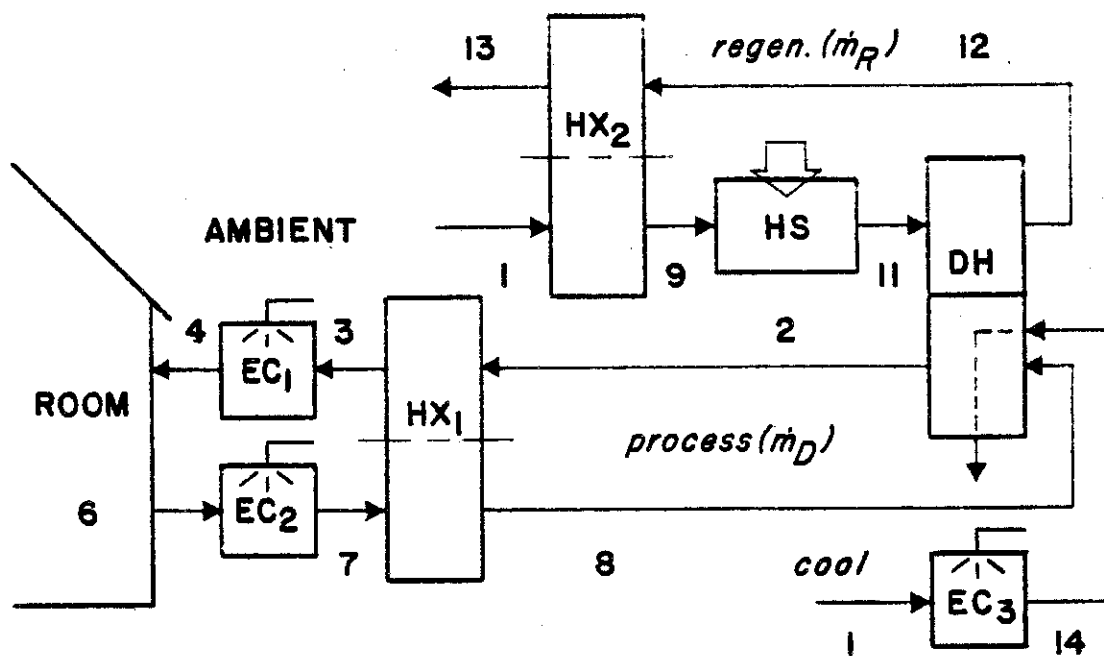 13 regen. (ṁR) 12
HX2
AMBIENT HS DH
1 9 11
4 3 2
EC1
ROOM HX1
process (ṁD)
6 EC2
7 8 cool
EC3
1 14